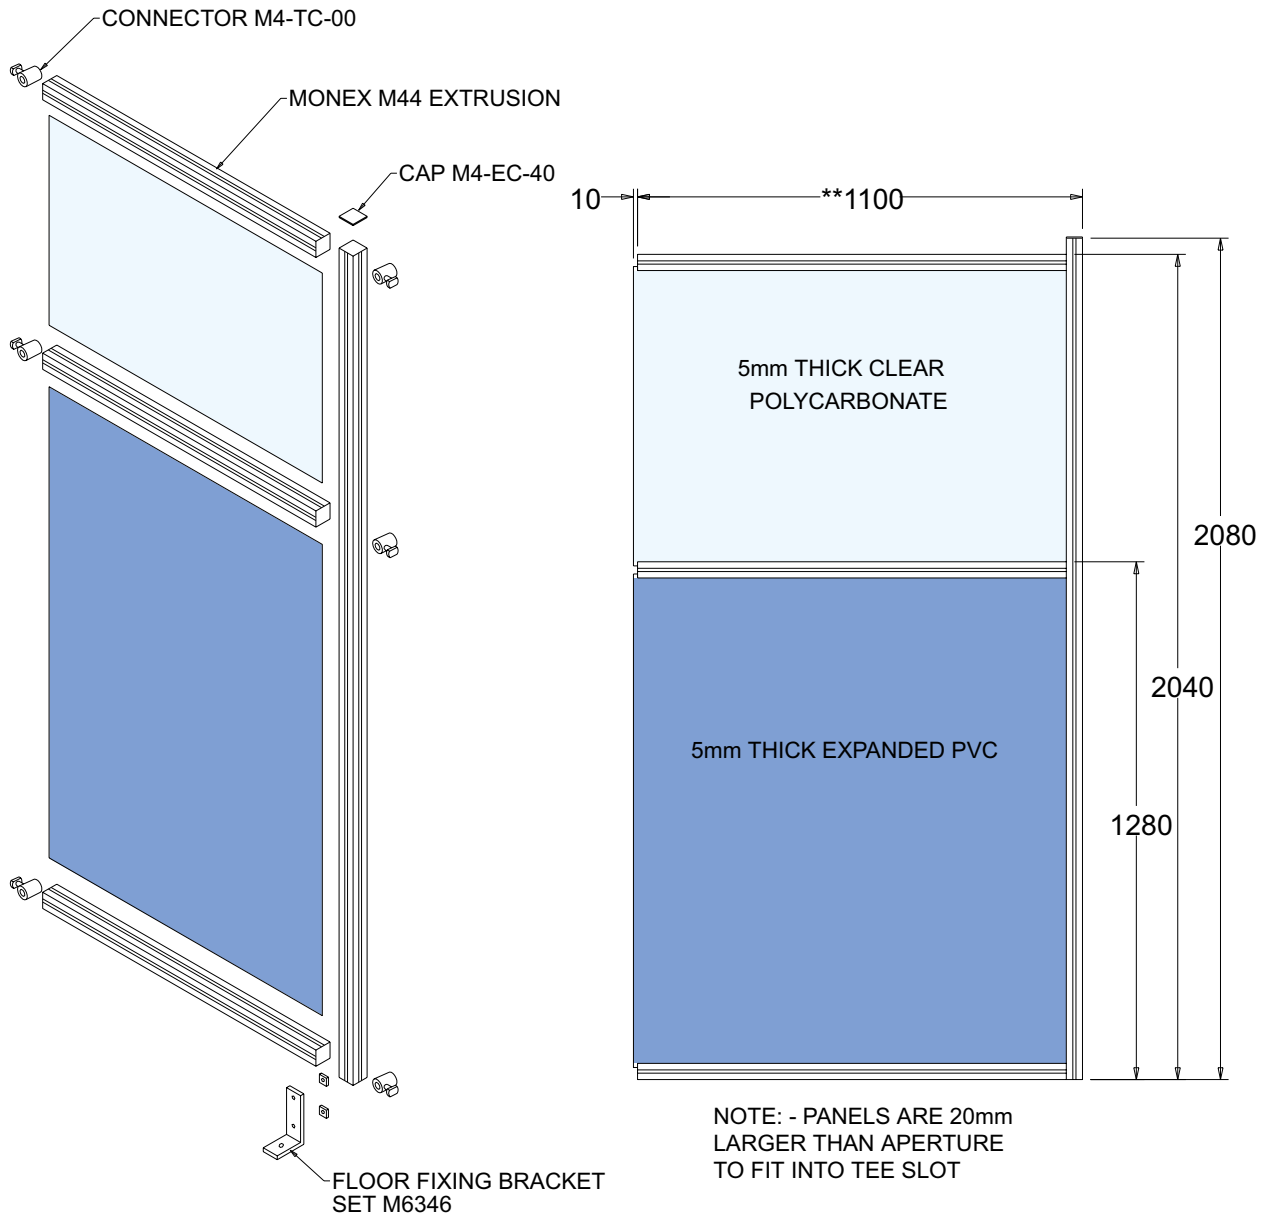 CONNECTOR M4-TC-00
MONEX M44 EXTRUSION
CAP M4-EC-40
10
**1100
5mm THICK CLEAR
POLYCARBONATE
2080
2040
5mm THICK EXPANDED PVC
1280
NOTE: - PANELS ARE 20mm
LARGER THAN APERTURE
TO FIT INTO TEE SLOT
FLOOR FIXING BRACKET
SET M6346